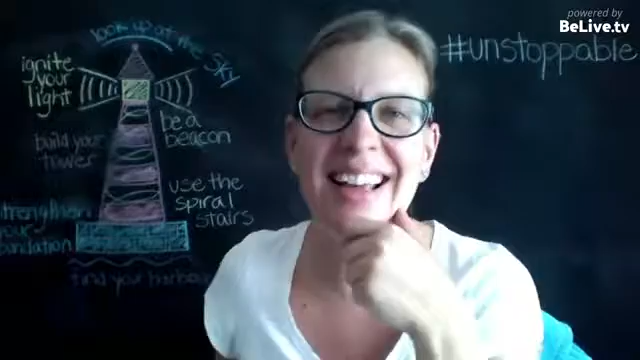 powered by
BeLive.tv
#unstoppable
look up at the sky
ignite
your
light
be a
beacon
build your
tower
use the
spiral
stairs
strengthen
your
foundation
find your harbour